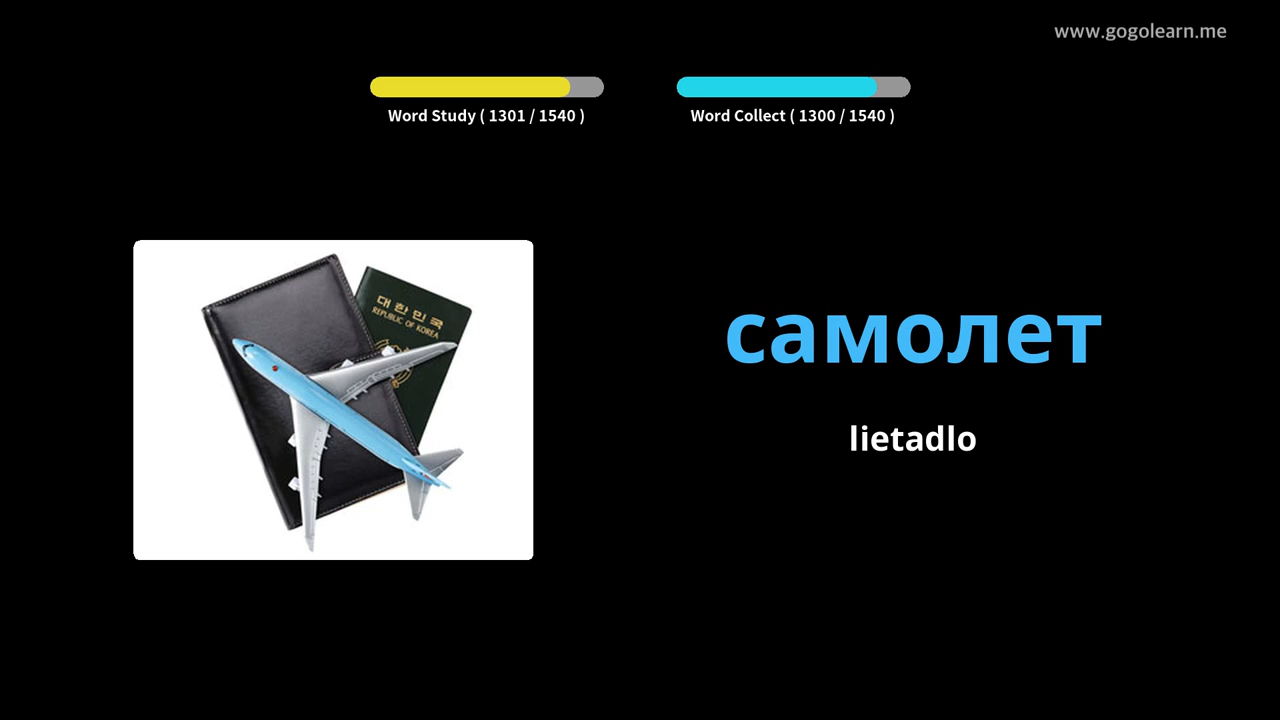 www.gogolearn.me
Word Study ( 1301 / 1540 )
Word Collect ( 1300 / 1540 )
대한민국
REPUBLIC OF KOREA
самолет
lietadlo